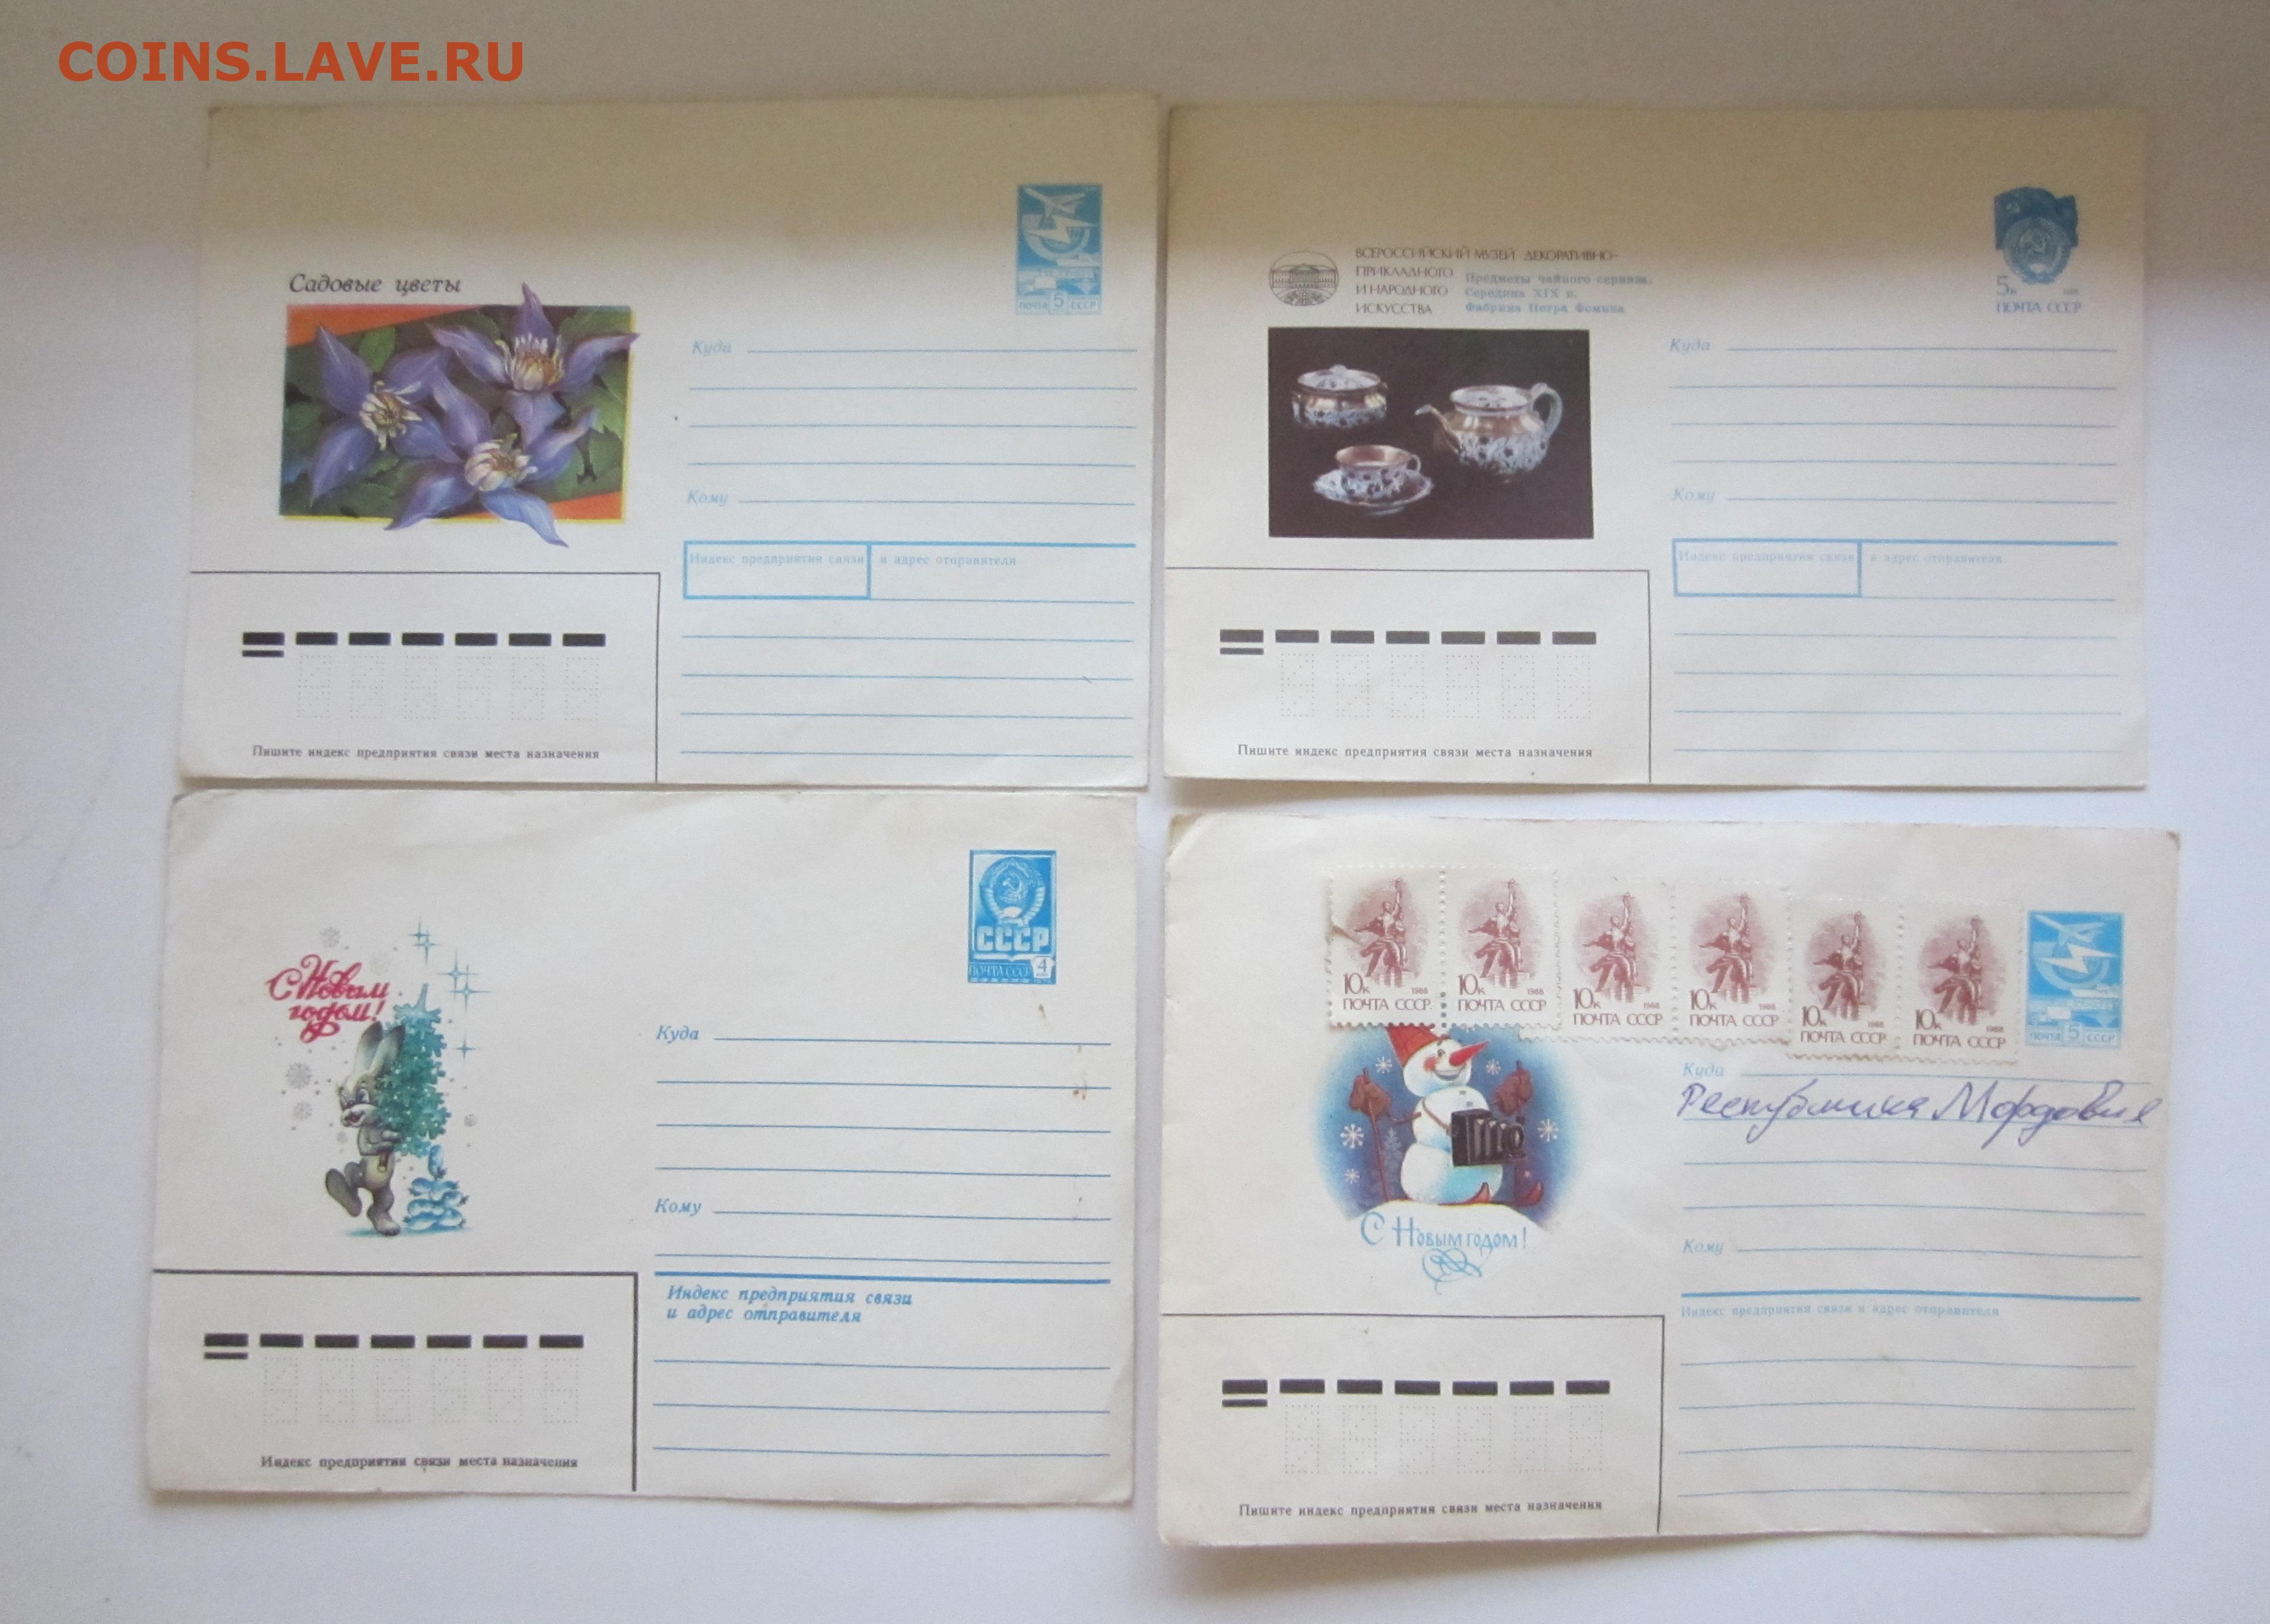 COINS.LAVE.RU
Садовые цветы
ПОЧТА 5 СССР
Куда
Кому
Индекс предприятия связи и адрес отправителя
Пишите индекс предприятия связи места назначения
ВСЕРОССИЙСКИЙ МУЗЕЙ ДЕКОРАТИВНО-
ПРИКЛАДНОГО
И НАРОДНОГО
ИСКУССТВА
Предметы чайного сервиза.
Середина XIX в.
Фабрика Петра Фомина
5к
ПОЧТА СССР
Куда
Кому
Индекс предприятия связи и адрес отправителя
Пишите индекс предприятия связи места назначения
С Новым
годом!
СССР
ПОЧТА СССР 4
Куда
Кому
Индекс предприятия связи
и адрес отправителя
Индекс предприятия связи места назначения
10к 1988
ПОЧТА СССР
10к 1988
ПОЧТА СССР
10к 1988
ПОЧТА СССР
10к 1988
ПОЧТА СССР
10к 1988
ПОЧТА СССР
10к 1988
ПОЧТА СССР
ПОЧТА 5 СССР
Куда
Республика Мордовия
С Новым годом!
Кому
Индекс предприятия связи и адрес отправителя
Пишите индекс предприятия связи места назначения